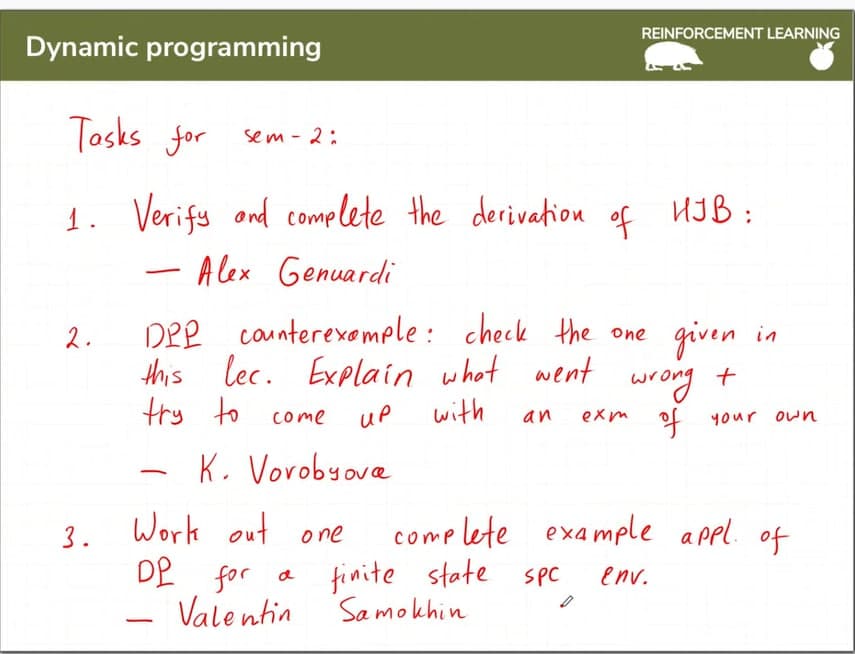 Dynamic programming
REINFORCEMENT LEARNING
Tasks for sem-2:
1. Verify and complete the derivation of HJB:
— Alex Genuardi
2. DPP counterexample: check the one given in
this lec. Explain what went wrong +
try to come up with an exm of your own
— K. Vorobyova
3. Work out one complete example appl. of
DP for a finite state spc env.
— Valentin Samokhin